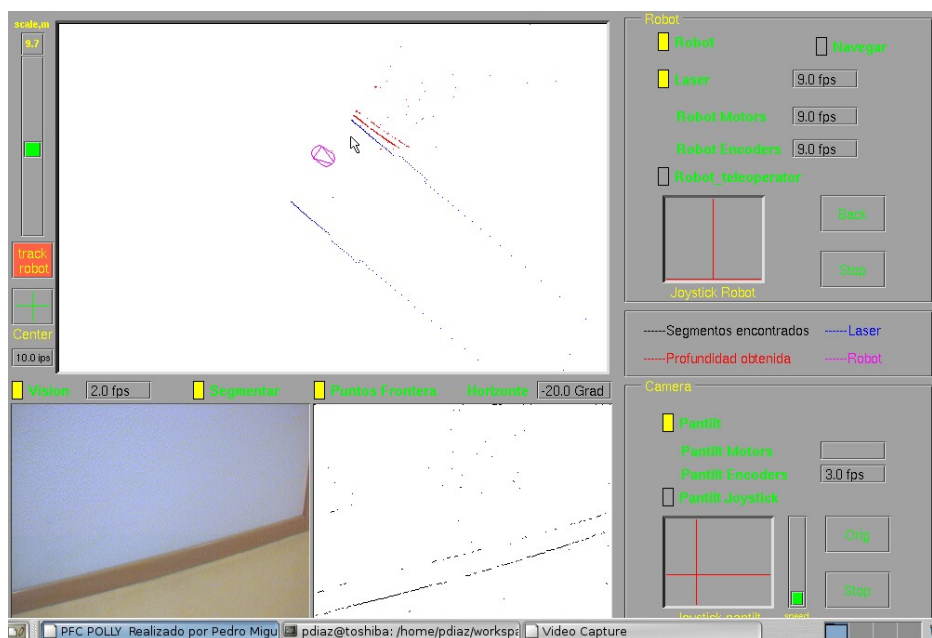 scale,m
9.7
track
robot
Center
10.0 ips
Robot
Robot
Navegar
Laser
9.0 fps
Robot Motors
9.0 fps
Robot Encoders
9.0 fps
Robot_teleoperator
Back
Stop
Joystick Robot
-----Segmentos encontrados -----Laser
-----Profundidad obtenida -----Robot
Vision
2.0 fps
Segmentar
Puntos Frontera
Horizonte
-20.0 Grad
Camera
Pantilt
Pantilt Motors
Pantilt Encoders
3.0 fps
Pantilt Joystick
Orig
Stop
Joystick pantilt
speed
PFC POLLY Realizado por Pedro Migu
pdiaz@toshiba: /home/pdiaz/workspa
Video Capture